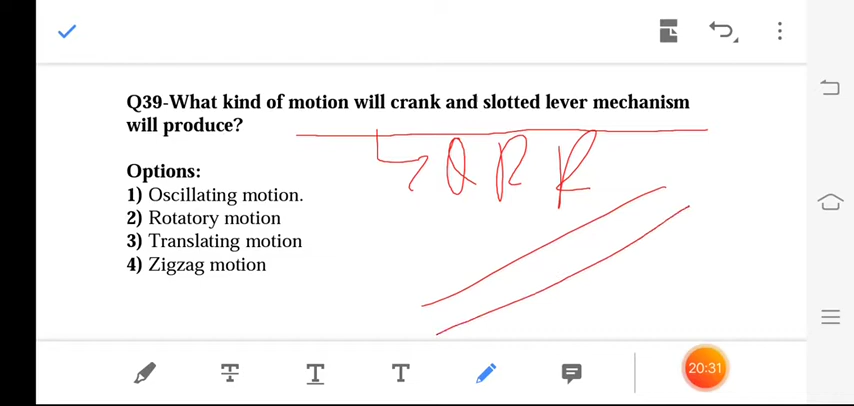 Q39-What kind of motion will crank and slotted lever mechanism
will produce?
QRR
Options:
1) Oscillating motion.
2) Rotatory motion
3) Translating motion
4) Zigzag motion
T T T
20:31